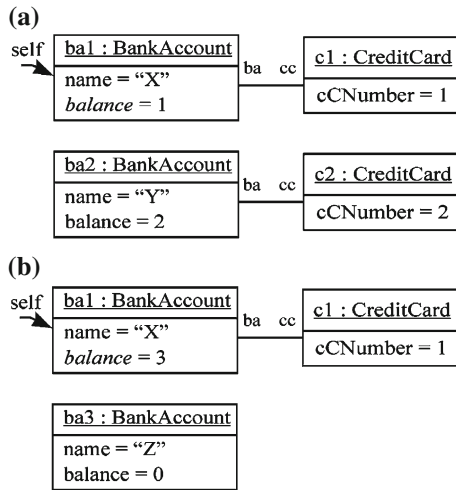 (a)
self
ba1 : BankAccount
name = “X”
balance = 1
ba cc
c1 : CreditCard
cCNumber = 1
ba2 : BankAccount
name = “Y”
balance = 2
ba cc
c2 : CreditCard
cCNumber = 2
(b)
self
ba1 : BankAccount
name = “X”
balance = 3
ba cc
c1 : CreditCard
cCNumber = 1
ba3 : BankAccount
name = “Z”
balance = 0